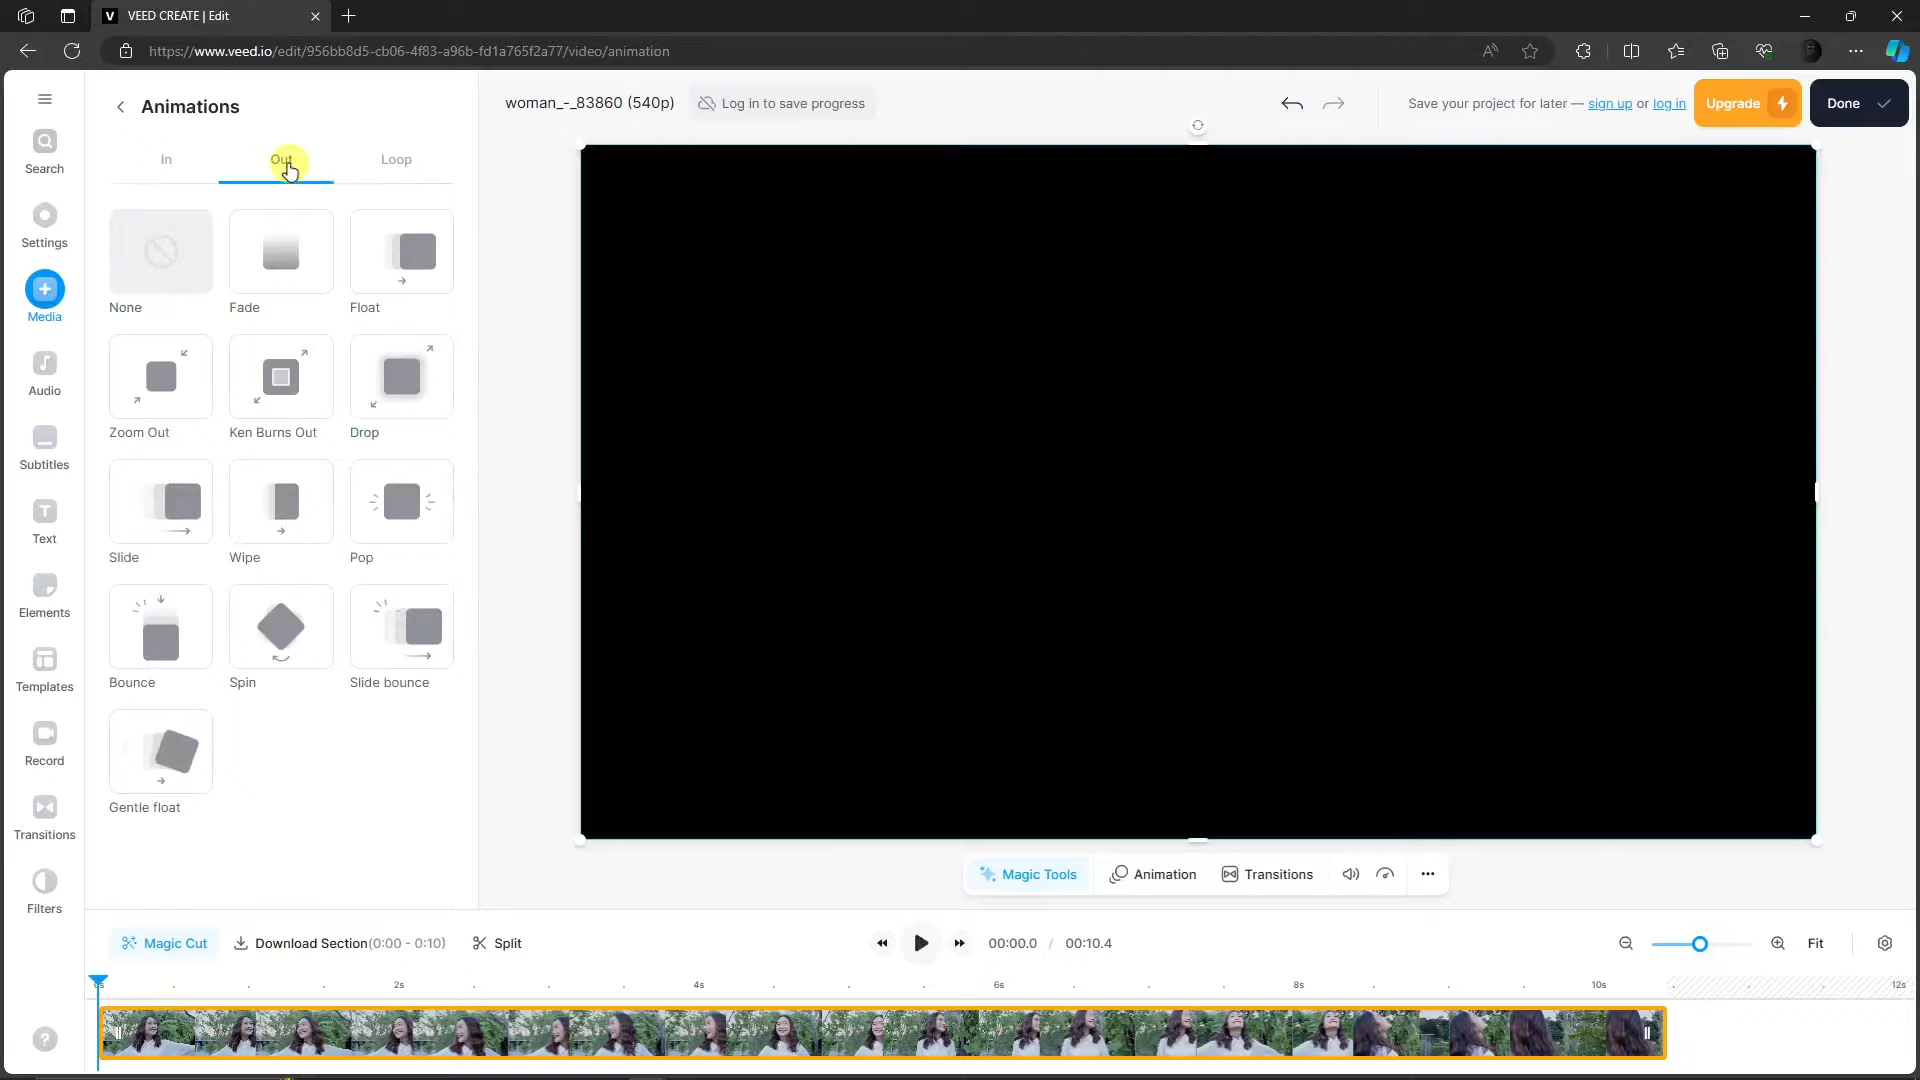 VEED CREATE | Edit
https://www.veed.io/edit/956bb8d5-cb06-4f83-a96b-fd1a765f2a77/video/animation
Search
Settings
Media
Audio
Subtitles
Text
Elements
Templates
Record
Transitions
Filters
Animations
In
Out
Loop
None
Fade
Float
Zoom Out
Ken Burns Out
Drop
Slide
Wipe
Pop
Bounce
Spin
Slide bounce
Gentle float
woman_-_83860 (540p)
Log in to save progress
Save your project for later — sign up or log in
Upgrade
Done
Magic Tools
Animation
Transitions
Magic Cut
Download Section(0:00 - 0:10)
Split
00:00.0 / 00:10.4
Fit
0s
2s
4s
6s
8s
10s
12s